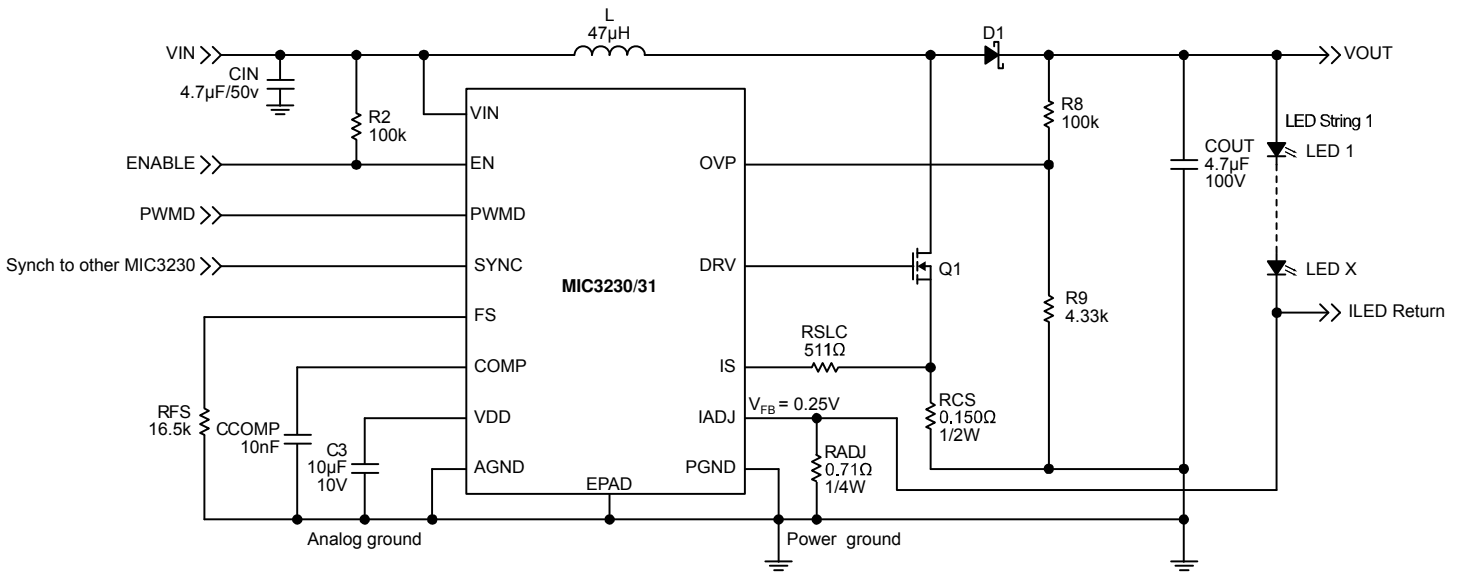 L
47µH
D1
VIN
VOUT
CIN
4.7µF/50v
R2
100k
R8
100k
LED String 1
LED 1
COUT
4.7µF
100V
VIN
ENABLE
EN
OVP
PWMD
PWMD
Synch to other MIC3230
SYNC
DRV
Q1
LED X
MIC3230/31
R9
4.33k
ILED Return
FS
RSLC
511Ω
COMP
IS
RFS
16.5k
CCOMP
10nF
C3
10µF
10V
VDD
IADJ
VFB = 0.25V
RCS
0.150Ω
1/2W
RADJ
0.71Ω
1/4W
AGND
PGND
EPAD
Analog ground
Power ground